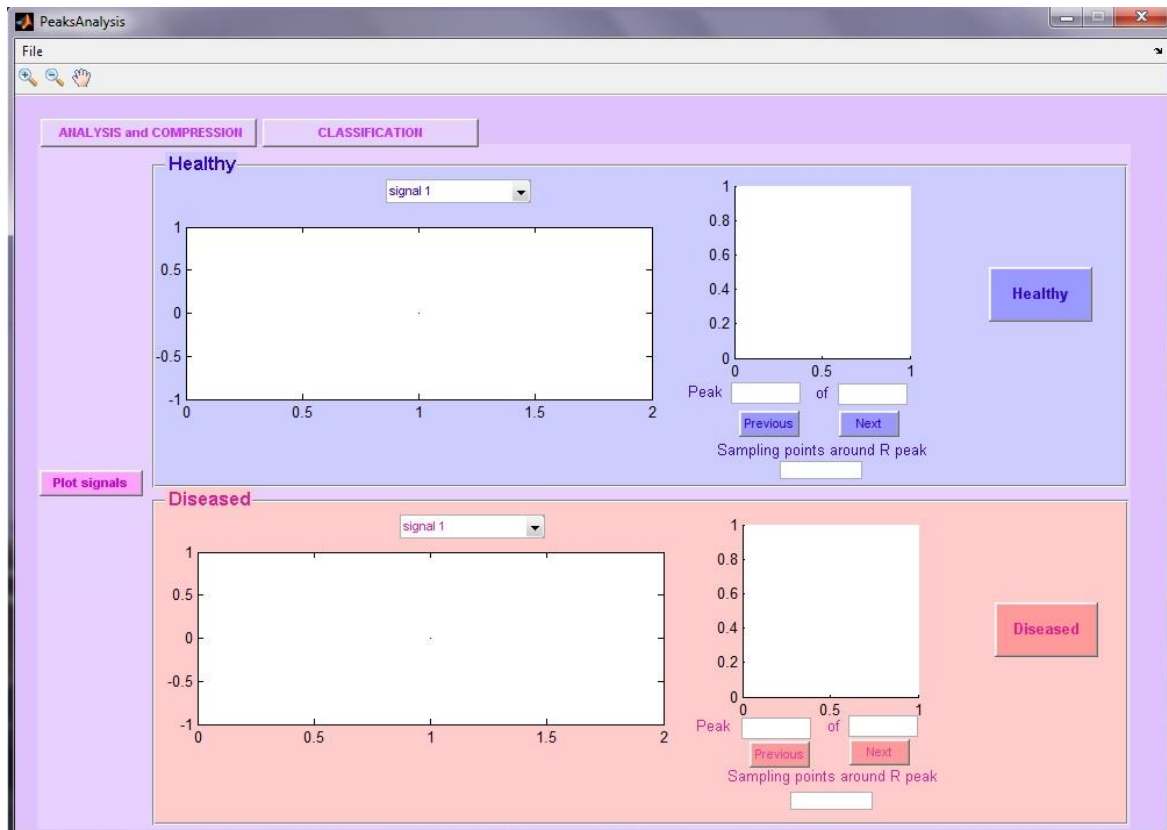 PeaksAnalysis
File
ANALYSIS and COMPRESSION CLASSIFICATION
Healthy
signal 1
1
0.5
0
-0.5
-1
0 0.5 1 1.5 2
1
0.8
0.6
0.4
0.2
0
0 0.5 1
Healthy
Peak of
Previous Next
Sampling points around R peak
Plot signals
Diseased
signal 1
1
0.5
0
-0.5
-1
0 0.5 1 1.5 2
1
0.8
0.6
0.4
0.2
0
0 0.5 1
Diseased
Peak of
Previous Next
Sampling points around R peak